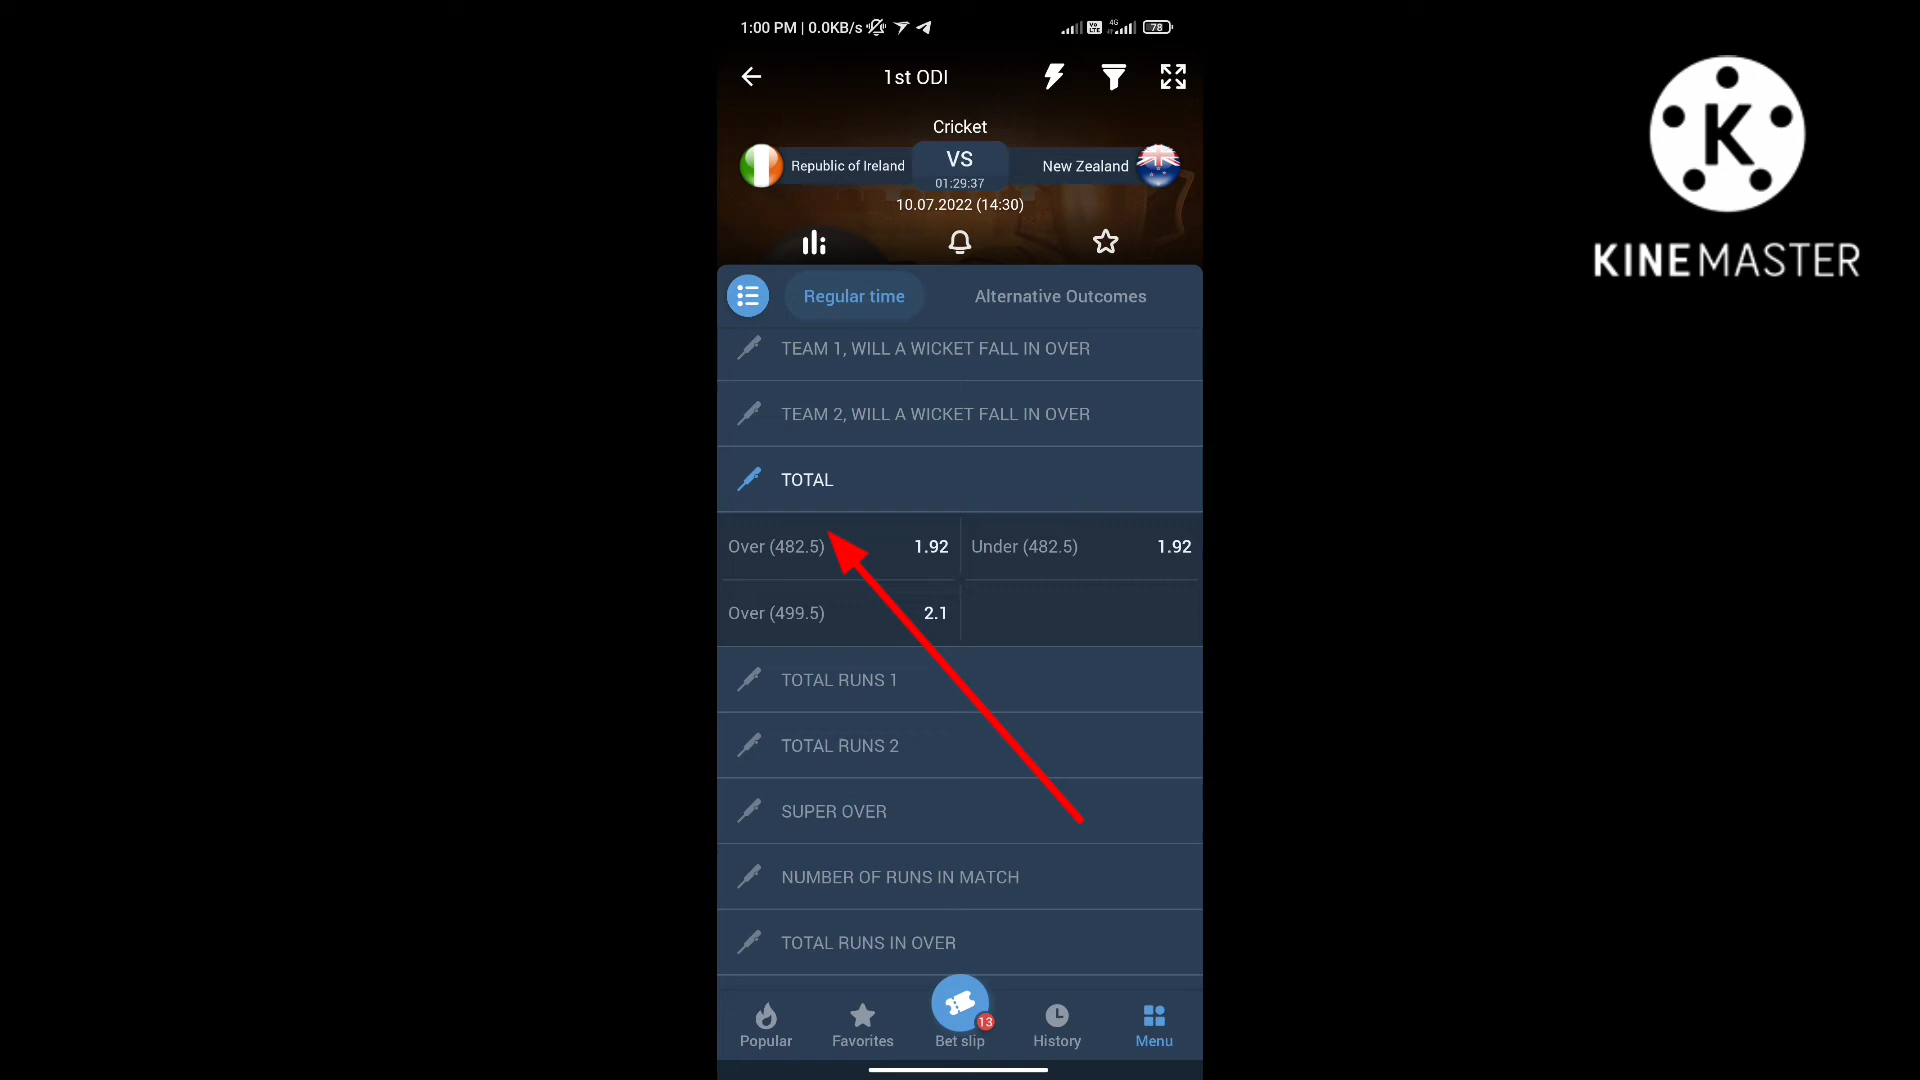 1:00 PM | 0.0KB/s
4G
78
1st ODI
Cricket
Republic of Ireland
VS
01:29:37
New Zealand
10.07.2022 (14:30)
Regular time
Alternative Outcomes
TEAM 1, WILL A WICKET FALL IN OVER
TEAM 2, WILL A WICKET FALL IN OVER
TOTAL
Over (482.5) 1.92 Under (482.5) 1.92
Over (499.5) 2.1
TOTAL RUNS 1
TOTAL RUNS 2
SUPER OVER
NUMBER OF RUNS IN MATCH
TOTAL RUNS IN OVER
13
Popular Favorites Bet slip History Menu
K
KINEMASTER